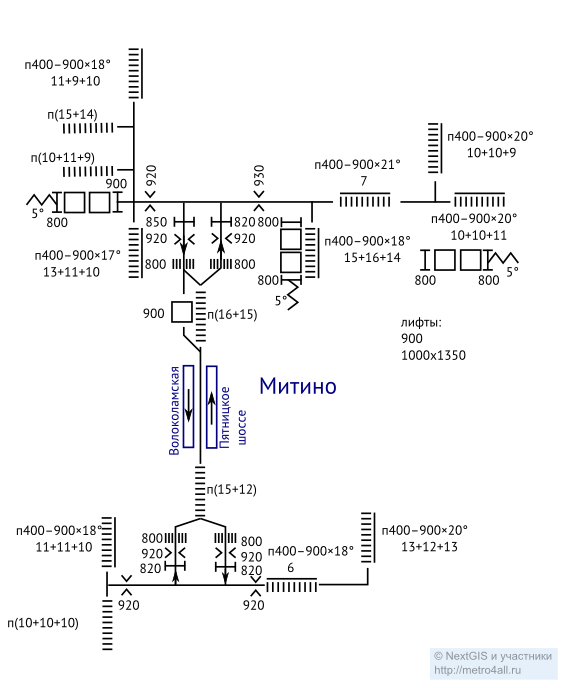 п400–900×18°
11+9+10
п(15+14)
п(10+11+9)
900
920
930
5°
800
п400–900×17°
13+11+10
850
920
800
820
920
800
800
800
5°
п400–900×18°
15+16+14
п400–900×21°
7
п400–900×20°
10+10+9
п400–900×20°
10+10+11
800
800
5°
900
п(16+15)
лифты:
900
1000x1350
Митино
Волоколамская
Пятницкое
шоссе
п(15+12)
п400–900×18°
11+11+10
800
920
820
800
920
820
п400–900×18°
6
п400–900×20°
13+12+13
920
920
п(10+10+10)
© NextGIS и участники
http://metro4all.ru